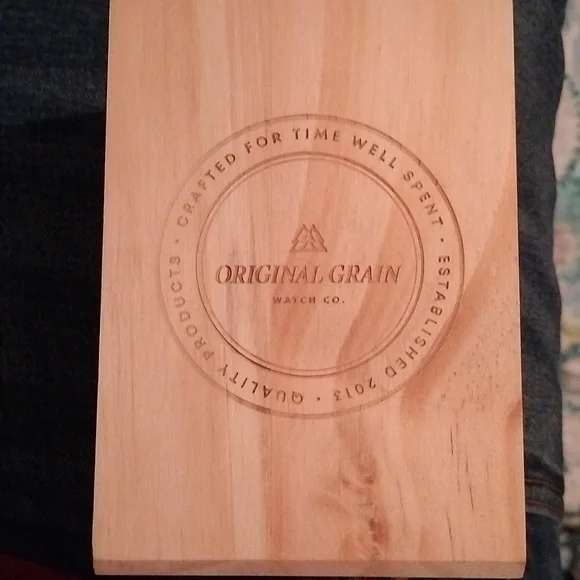 CRAFTED FOR TIME WELL SPENT • ESTABLISHED 2013 • QUALITY PRODUCTS •
ORIGINAL GRAIN
WATCH CO.